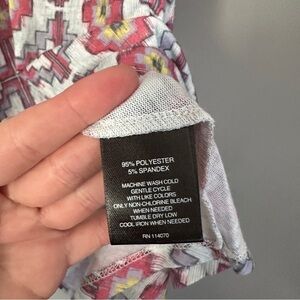 95% POLYESTER
5% SPANDEX
MACHINE WASH COLD
GENTLE CYCLE
WITH LIKE COLORS
ONLY NON-CHLORINE BLEACH
WHEN NEEDED
TUMBLE DRY LOW
COOL IRON WHEN NEEDED
RN 114070